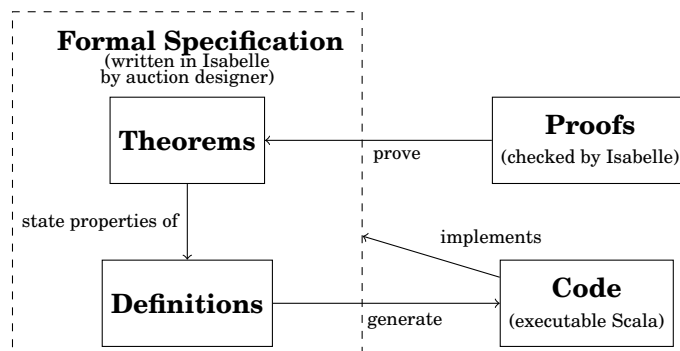 Formal Specification
(written in Isabelle
by auction designer)
Theorems
Proofs
(checked by Isabelle)
prove
state properties of
implements
Definitions
Code
(executable Scala)
generate